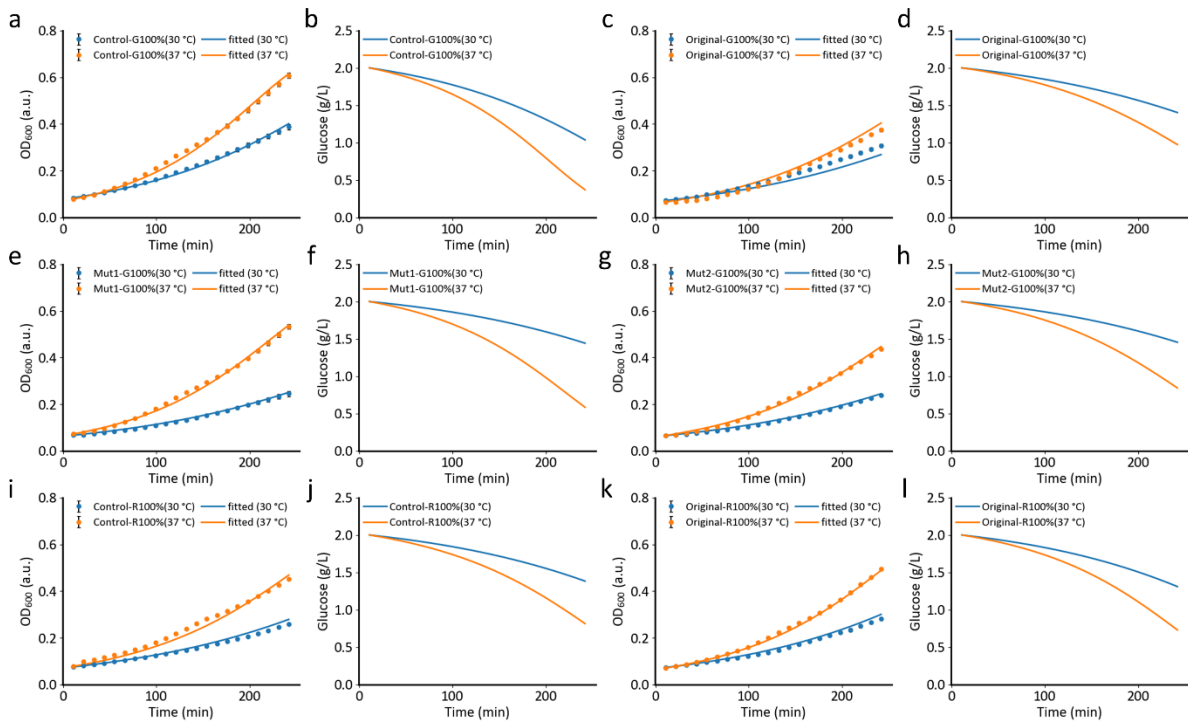 a
0.8
0.6
0.4
0.2
0.0
OD600 (a.u.)
Control-G100%(30 °C)
fitted (30 °C)
Control-G100%(37 °C)
fitted (37 °C)
0
100
200
Time (min)
b
2.5
2.0
1.5
1.0
0.5
0.0
Glucose (g/L)
Control-G100%(30 °C)
Control-G100%(37 °C)
0
100
200
Time (min)
c
0.8
0.6
0.4
0.2
0.0
OD600 (a.u.)
Original-G100%(30 °C)
fitted (30 °C)
Original-G100%(37 °C)
fitted (37 °C)
0
100
200
Time (min)
d
2.5
2.0
1.5
1.0
0.5
0.0
Glucose (g/L)
Original-G100%(30 °C)
Original-G100%(37 °C)
0
100
200
Time (min)
e
0.8
0.6
0.4
0.2
0.0
OD600 (a.u.)
Mut1-G100%(30 °C)
fitted (30 °C)
Mut1-G100%(37 °C)
fitted (37 °C)
0
100
200
Time (min)
f
2.5
2.0
1.5
1.0
0.5
0.0
Glucose (g/L)
Mut1-G100%(30 °C)
Mut1-G100%(37 °C)
0
100
200
Time (min)
g
0.8
0.6
0.4
0.2
0.0
OD600 (a.u.)
Mut2-G100%(30 °C)
fitted (30 °C)
Mut2-G100%(37 °C)
fitted (37 °C)
0
100
200
Time (min)
h
2.5
2.0
1.5
1.0
0.5
0.0
Glucose (g/L)
Mut2-G100%(30 °C)
Mut2-G100%(37 °C)
0
100
200
Time (min)
i
0.8
0.6
0.4
0.2
0.0
OD600 (a.u.)
Control-R100%(30 °C)
fitted (30 °C)
Control-R100%(37 °C)
fitted (37 °C)
0
100
200
Time (min)
j
2.5
2.0
1.5
1.0
0.5
0.0
Glucose (g/L)
Control-R100%(30 °C)
Control-R100%(37 °C)
0
100
200
Time (min)
k
0.8
0.6
0.4
0.2
0.0
OD600 (a.u.)
Original-R100%(30 °C)
fitted (30 °C)
Original-R100%(37 °C)
fitted (37 °C)
0
100
200
Time (min)
l
2.5
2.0
1.5
1.0
0.5
0.0
Glucose (g/L)
Original-R100%(30 °C)
Original-R100%(37 °C)
0
100
200
Time (min)